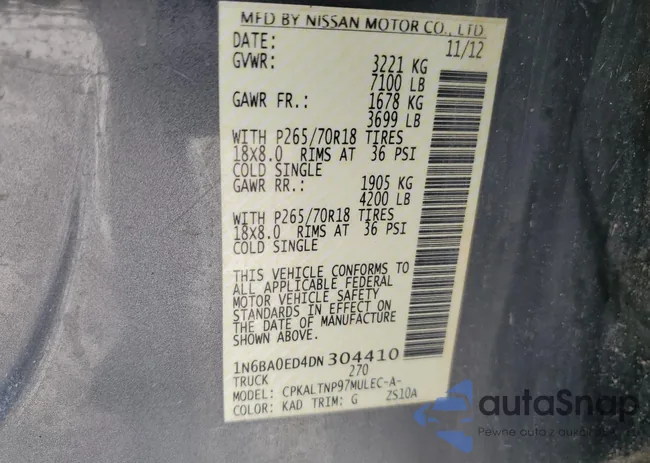 MFD BY NISSAN MOTOR CO., LTD.
DATE: 11/12
GVWR: 3221 KG
7100 LB
GAWR FR.: 1678 KG
3699 LB
WITH P265/70R18 TIRES
18X8.0 RIMS AT 36 PSI
COLD SINGLE
GAWR RR.: 1905 KG
4200 LB
WITH P265/70R18 TIRES
18X8.0 RIMS AT 36 PSI
COLD SINGLE
THIS VEHICLE CONFORMS TO
ALL APPLICABLE FEDERAL
MOTOR VEHICLE SAFETY
STANDARDS IN EFFECT ON
THE DATE OF MANUFACTURE
SHOWN ABOVE.
1N6BA0ED4DN304410
TRUCK 270
MODEL: CPKALTNP97MULEC-A-
COLOR: KAD TRIM: G ZS10A
autaSnap
Pewne auta z aukcji